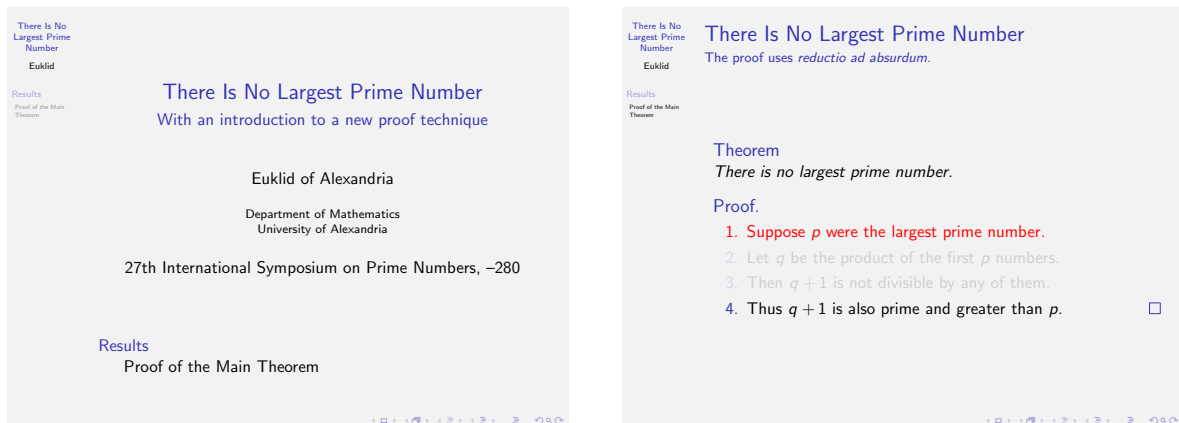 There Is No
Largest Prime
Number
Euklid
Results
Proof of the Main
Theorem
There Is No Largest Prime Number
With an introduction to a new proof technique
Euklid of Alexandria
Department of Mathematics
University of Alexandria
27th International Symposium on Prime Numbers, –280
Results
Proof of the Main Theorem
There Is No
Largest Prime
Number
Euklid
Results
Proof of the Main
Theorem
There Is No Largest Prime Number
The proof uses reductio ad absurdum.
Theorem
There is no largest prime number.
Proof.
1. Suppose p were the largest prime number.
2. Let q be the product of the first p numbers.
3. Then q + 1 is not divisible by any of them.
4. Thus q + 1 is also prime and greater than p.